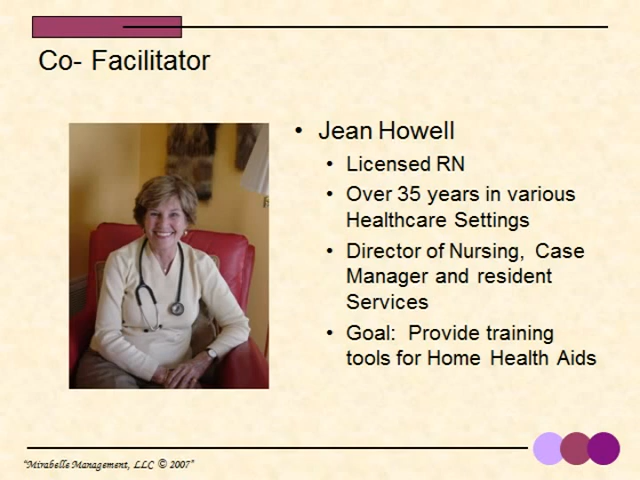 Co- Facilitator
• Jean Howell
• Licensed RN
• Over 35 years in various
Healthcare Settings
• Director of Nursing, Case
Manager and resident
Services
• Goal: Provide training
tools for Home Health Aids
"Mirabelle Management, LLC © 2007"